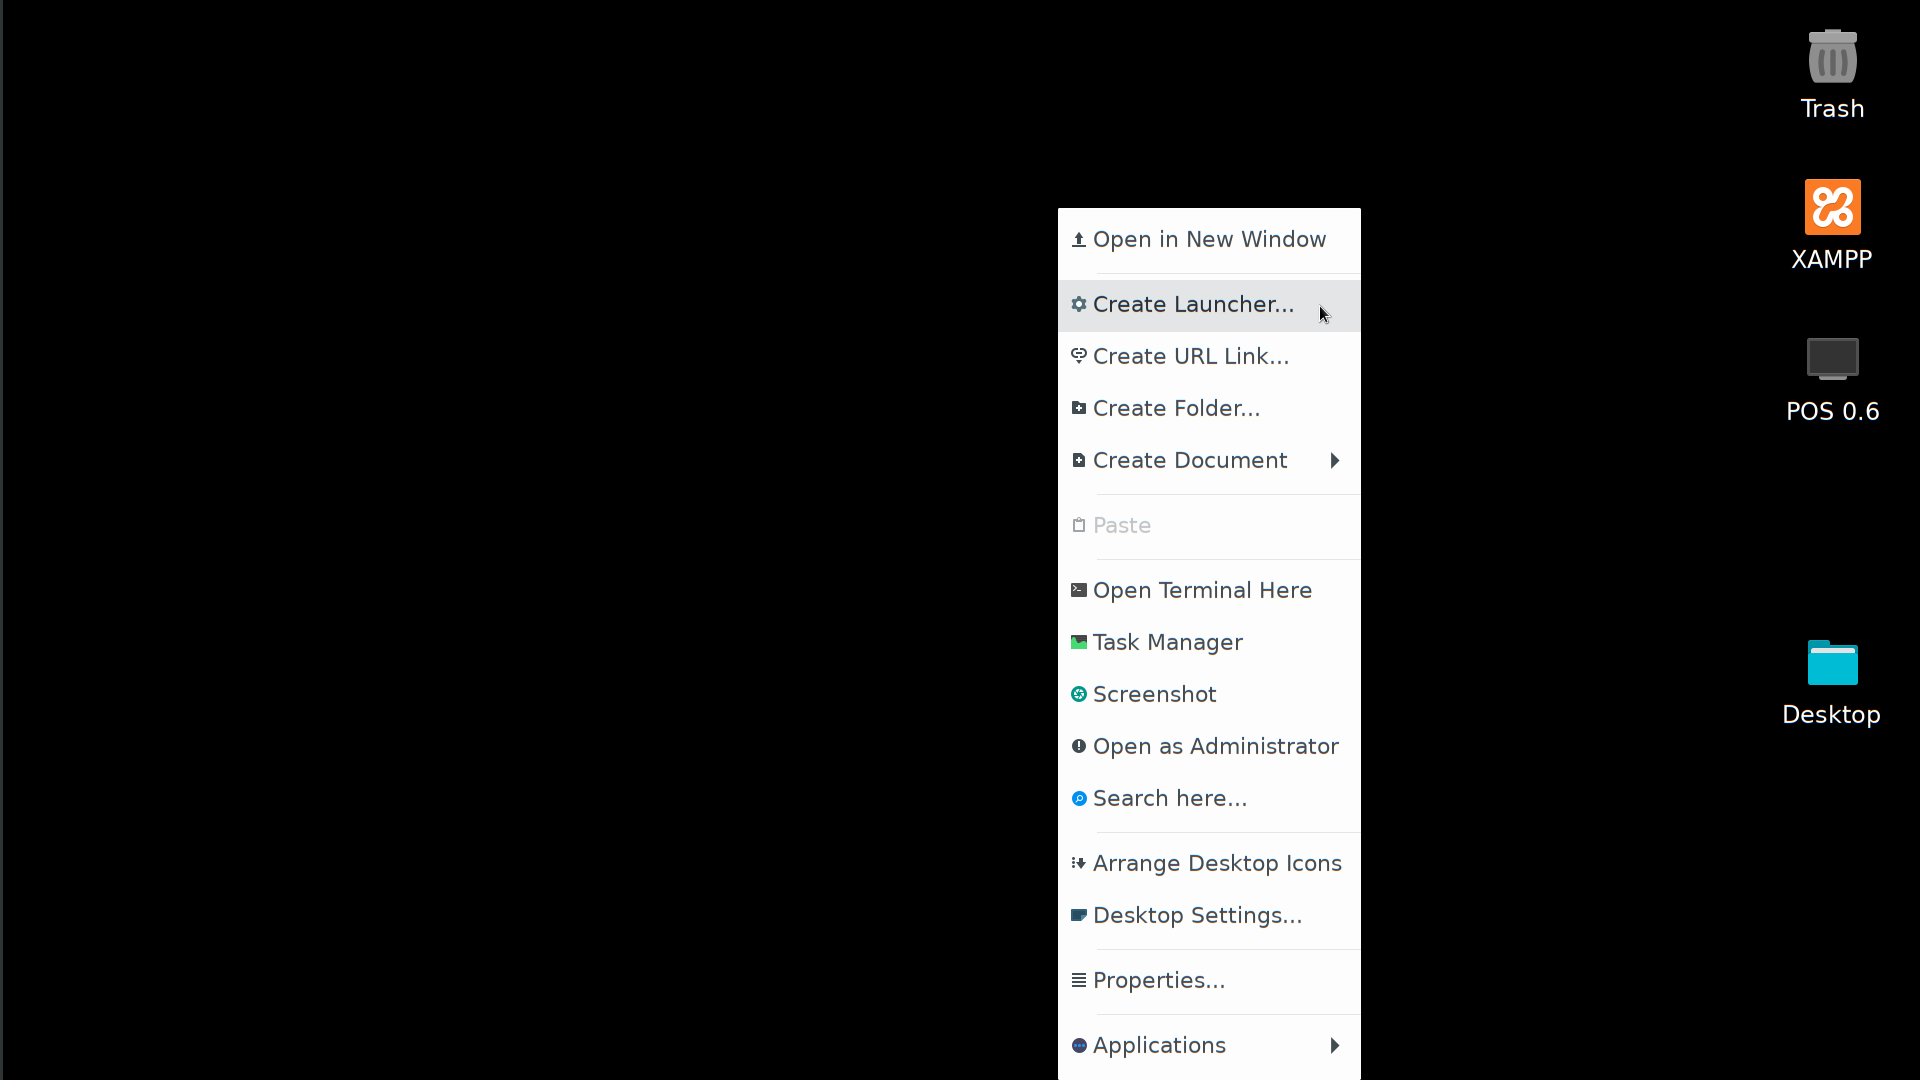 Trash
XAMPP
POS 0.6
Desktop
Open in New Window
Create Launcher...
Create URL Link...
Create Folder...
Create Document
Paste
Open Terminal Here
Task Manager
Screenshot
Open as Administrator
Search here...
Arrange Desktop Icons
Desktop Settings...
Properties...
Applications